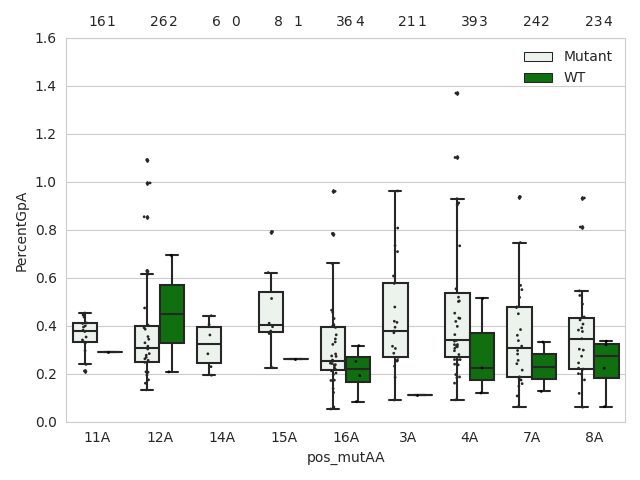 16 1 26 2 6 0 8 1 36 4 21 1 39 3 24 2 23 4
1.6
Mutant
WT
1.4
1.2
1.0
0.8
0.6
0.4
0.2
0.0
PercentGpA
11A 12A 14A 15A 16A 3A 4A 7A 8A
pos_mutAA